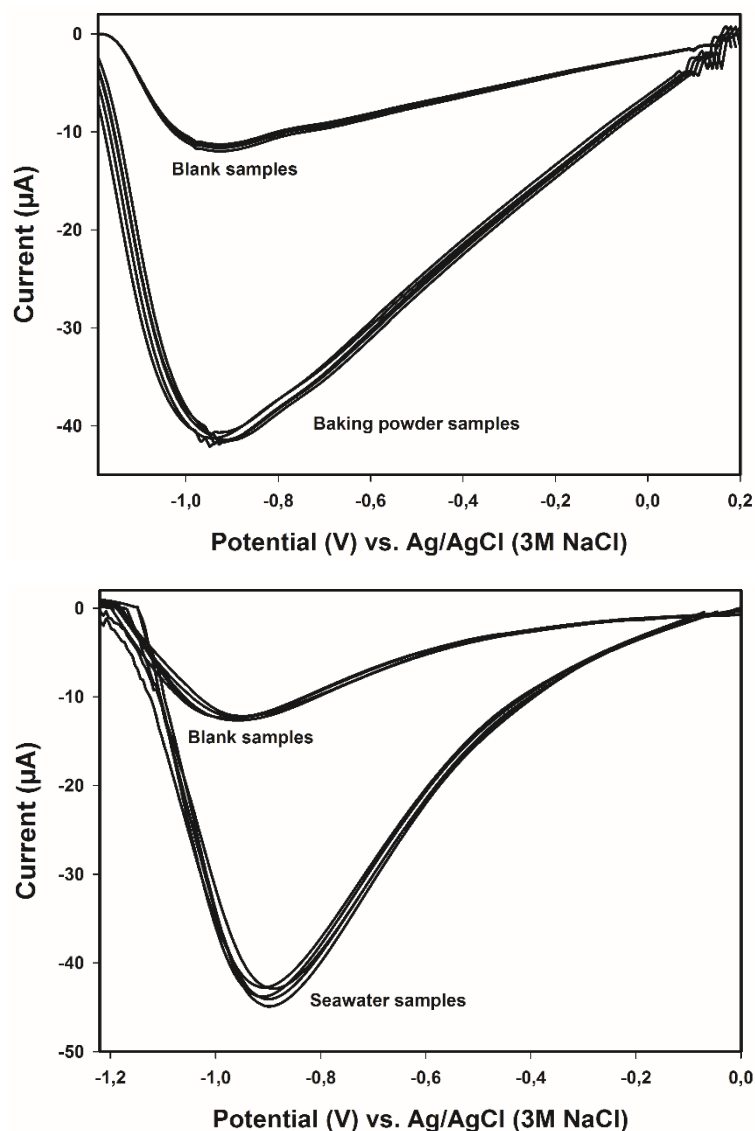 0
Blank samples
-10
-20
Current (µA)
-30
Baking powder samples
-40
-1,0 -0,8 -0,6 -0,4 -0,2 0,0 0,2
Potential (V) vs. Ag/AgCl (3M NaCl)
0
-10
Blank samples
-20
Current (µA)
-30
-40
Seawater samples
-50
-1,2 -1,0 -0,8 -0,6 -0,4 -0,2 0,0
Potential (V) vs. Ag/AgCl (3M NaCl)